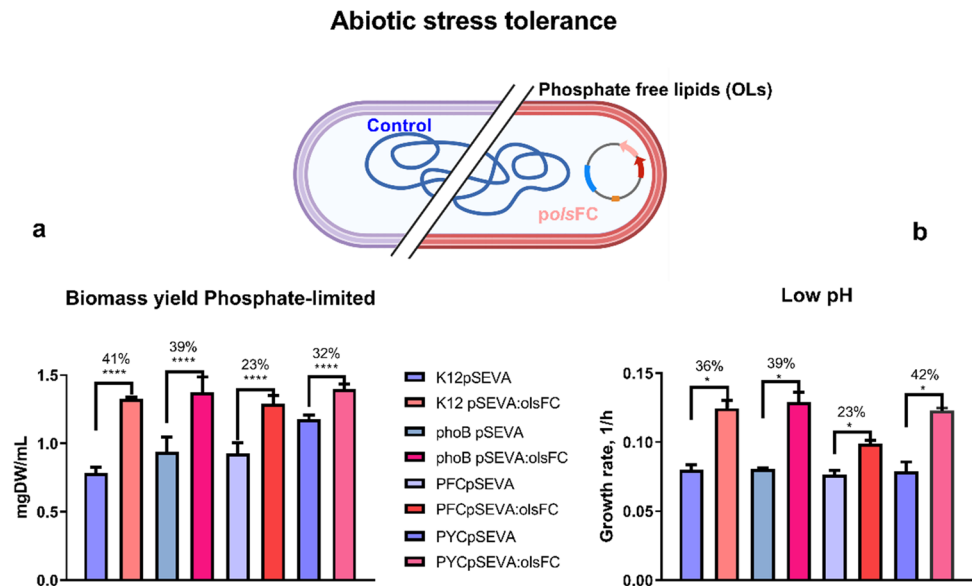 Abiotic stress tolerance
Phosphate free lipids (OLs)
Control
polsFC
a
b
Biomass yield Phosphate-limited
41%
****
39%
****
23%
****
32%
****
mgDW/mL
1.5
1.0
0.5
0.0
K12pSEVA
K12 pSEVA:olsFC
phoB pSEVA
phoB pSEVA:olsFC
PFCpSEVA
PFCpSEVA:olsFC
PYCpSEVA
PYCpSEVA:olsFC
Low pH
36%
*
39%
*
23%
*
42%
*
Growth rate, 1/h
0.15
0.10
0.05
0.00